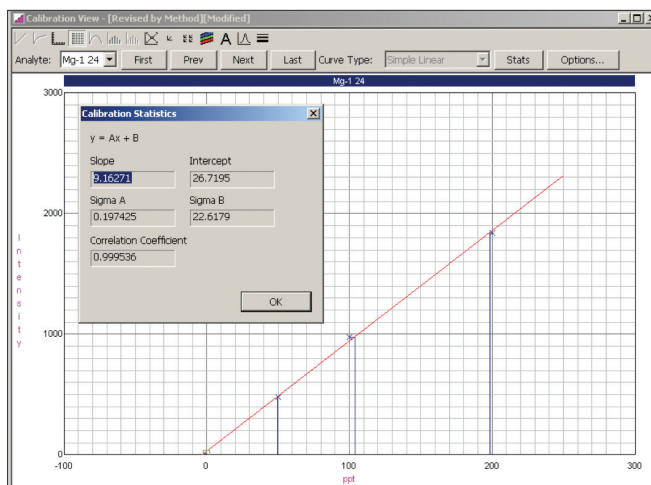 Calibration View - [Revised by Method][Modified]
A
Analyte: Mg-1 24 First Prev Next Last Curve Type: Simple Linear Stats Options...
Mg-1 24
3000
Calibration Statistics
y = Ax + B
Slope Intercept
9.16271 26.7195
Sigma A Sigma B
0.197425 22.6179
Correlation Coefficient
0.999536
OK
2000
Intensity
1000
0
-100 0 100 200 300
ppt